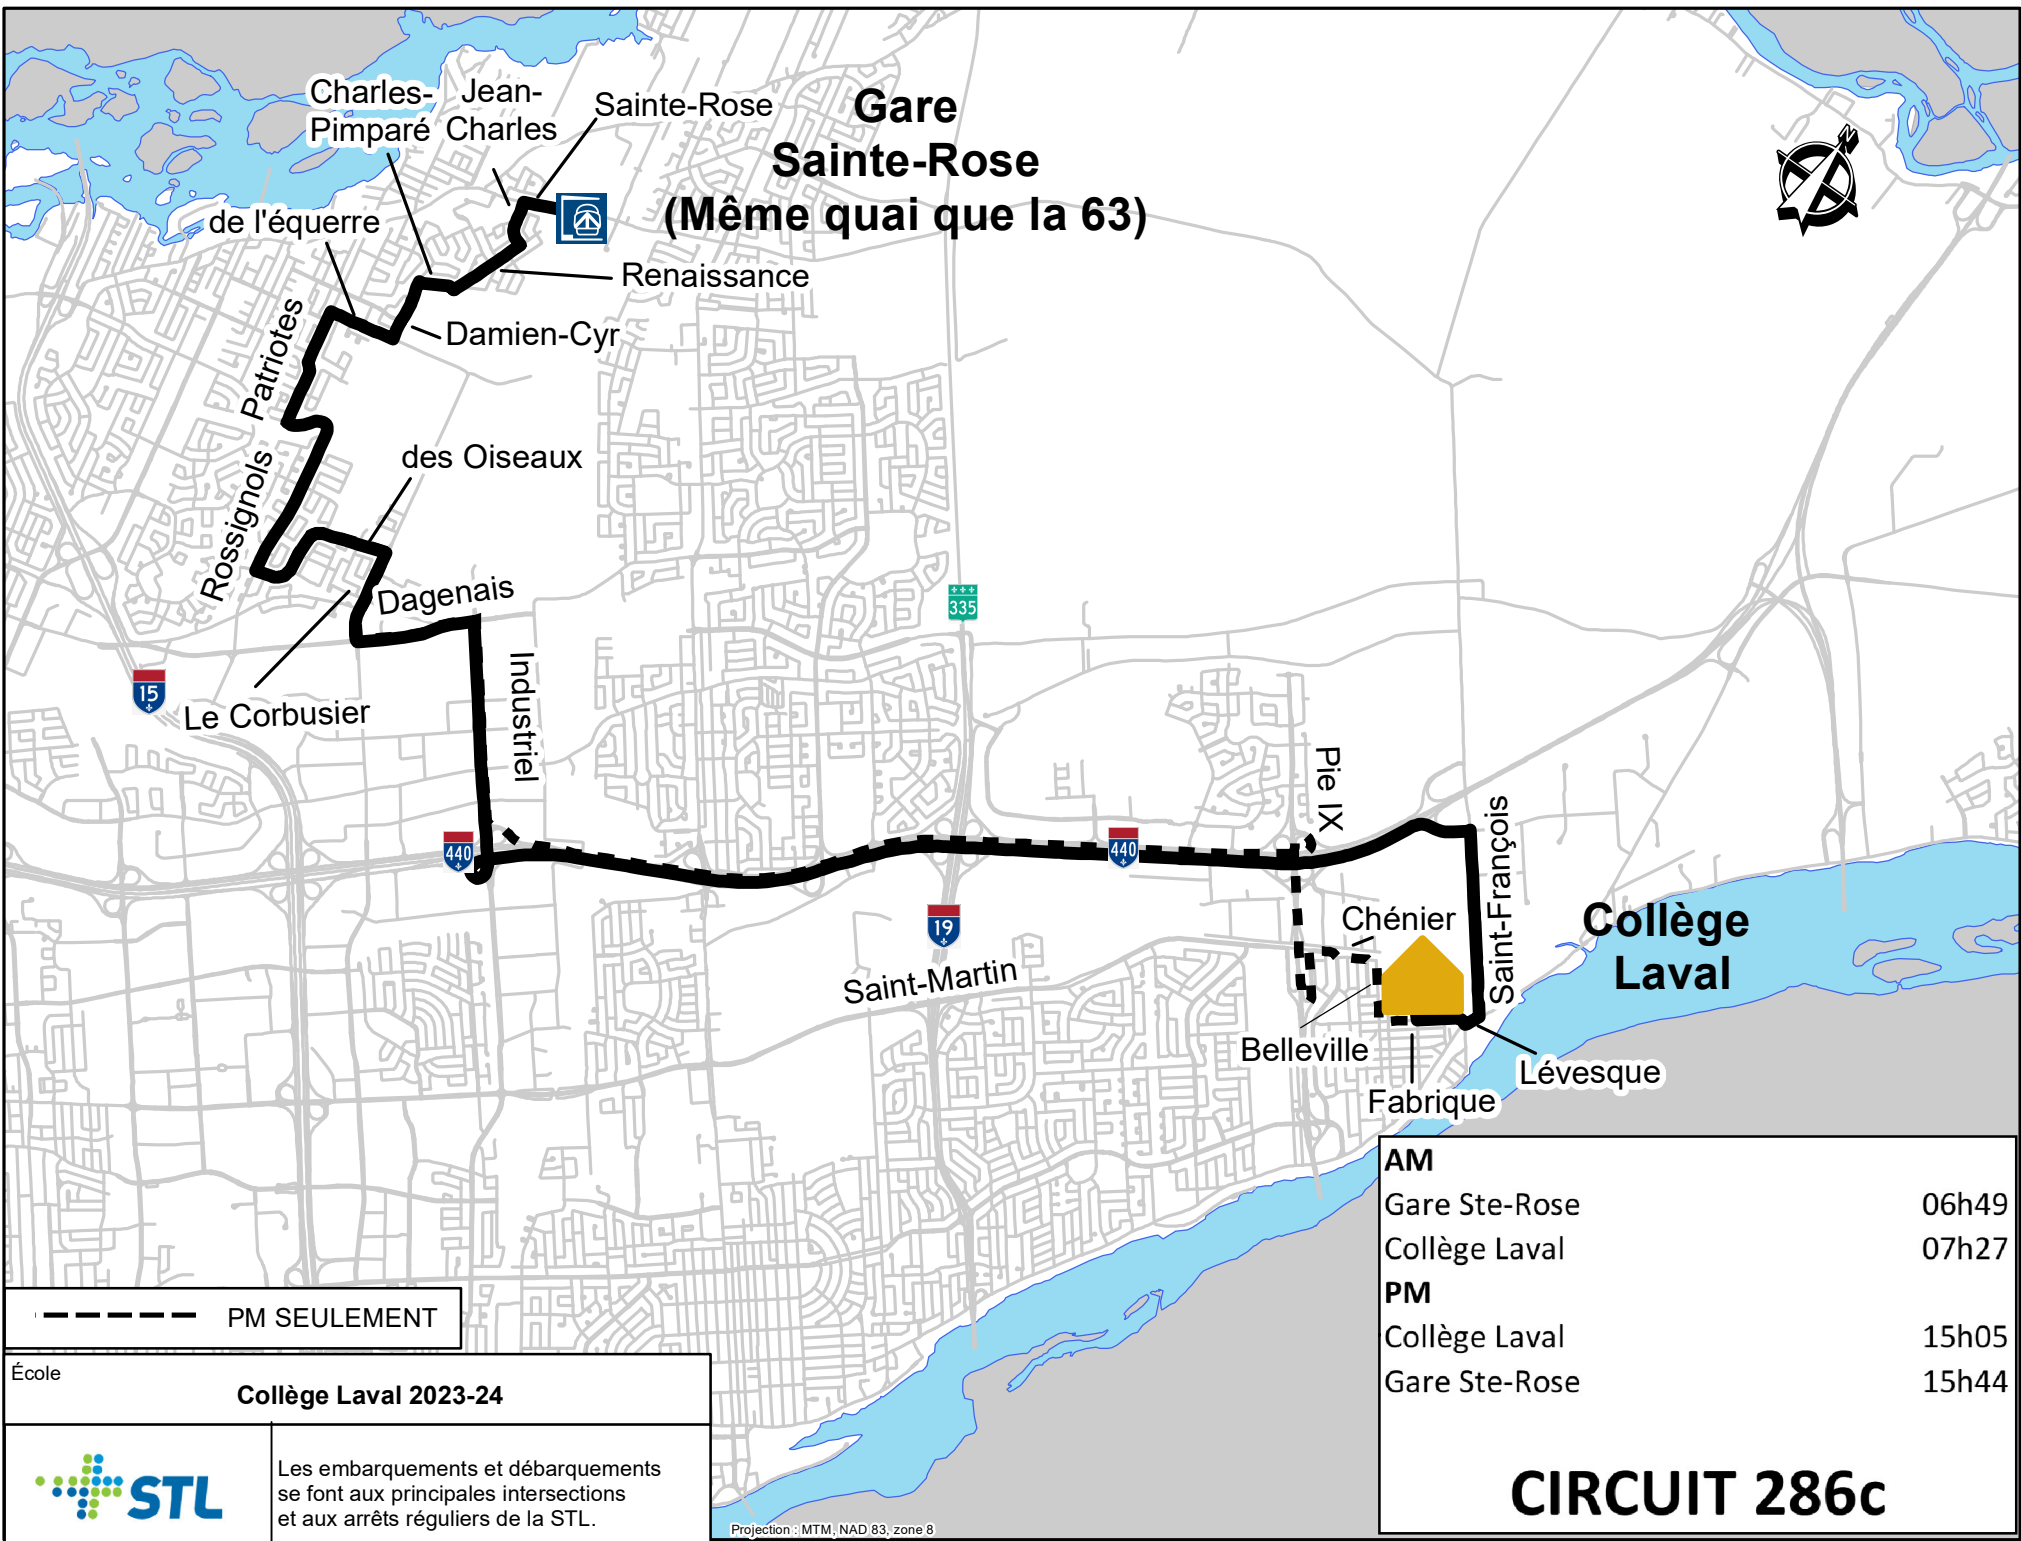 Charles-
Pimparé
Jean-
Charles
Sainte-Rose
Gare
Sainte-Rose
(Même quai que la 63)
N
de l'équerre
Renaissance
Damien-Cyr
Patriotes
des Oiseaux
Rossignols
Dagenais
335
Industriel
15
Le Corbusier
Pie IX
440
440
Saint-François
19
Chénier
Collège
Laval
Saint-Martin
Belleville
Lévesque
Fabrique
AM
Gare Ste-Rose 06h49
Collège Laval 07h27
PM
Collège Laval 15h05
Gare Ste-Rose 15h44
CIRCUIT 286c
PM SEULEMENT
École
Collège Laval 2023-24
STL
Les embarquements et débarquements
se font aux principales intersections
et aux arrêts réguliers de la STL.
Projection : MTM, NAD 83, zone 8